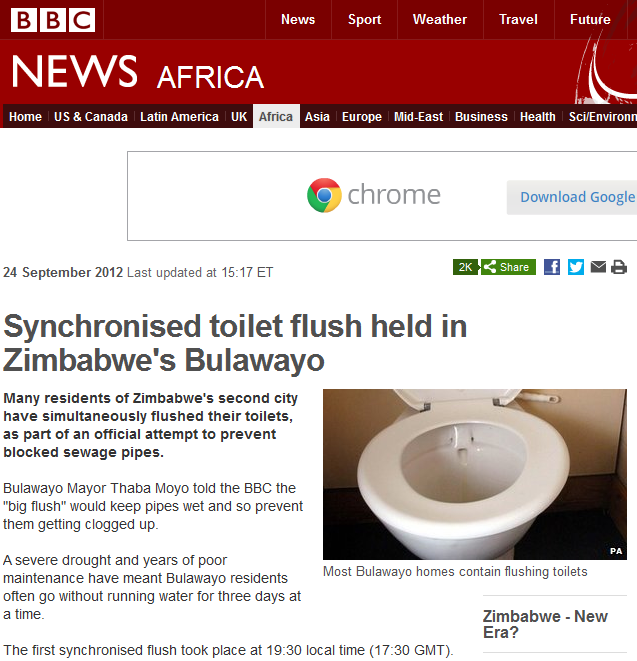 BBC
News Sport Weather Travel Future
NEWS AFRICA
Home US & Canada Latin America UK Africa Asia Europe Mid-East Business Health Sci/Environm
chrome
Download Google
24 September 2012 Last updated at 15:17 ET
2K Share
Synchronised toilet flush held in
Zimbabwe's Bulawayo
Many residents of Zimbabwe's second city
have simultaneously flushed their toilets,
as part of an official attempt to prevent
blocked sewage pipes.
Bulawayo Mayor Thaba Moyo told the BBC the
"big flush" would keep pipes wet and so prevent
them getting clogged up.
A severe drought and years of poor
maintenance have meant Bulawayo residents
often go without running water for three days at
a time.
The first synchronised flush took place at 19:30 local time (17:30 GMT).
PA
Most Bulawayo homes contain flushing toilets
Zimbabwe - New
Era?